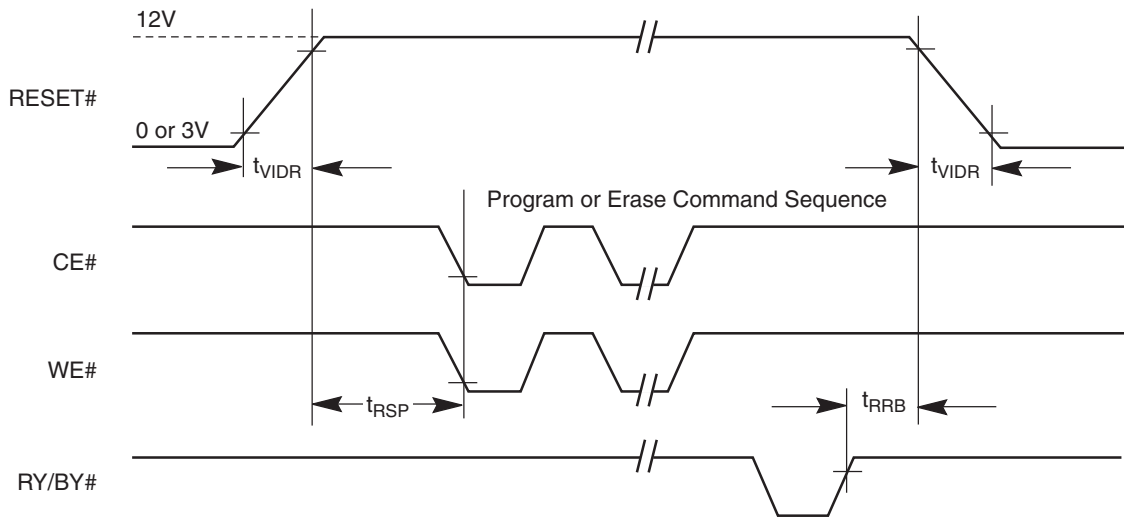 12V
RESET#
0 or 3V
tVIDR
tVIDR
Program or Erase Command Sequence
CE#
WE#
tRSP
tRRB
RY/BY#